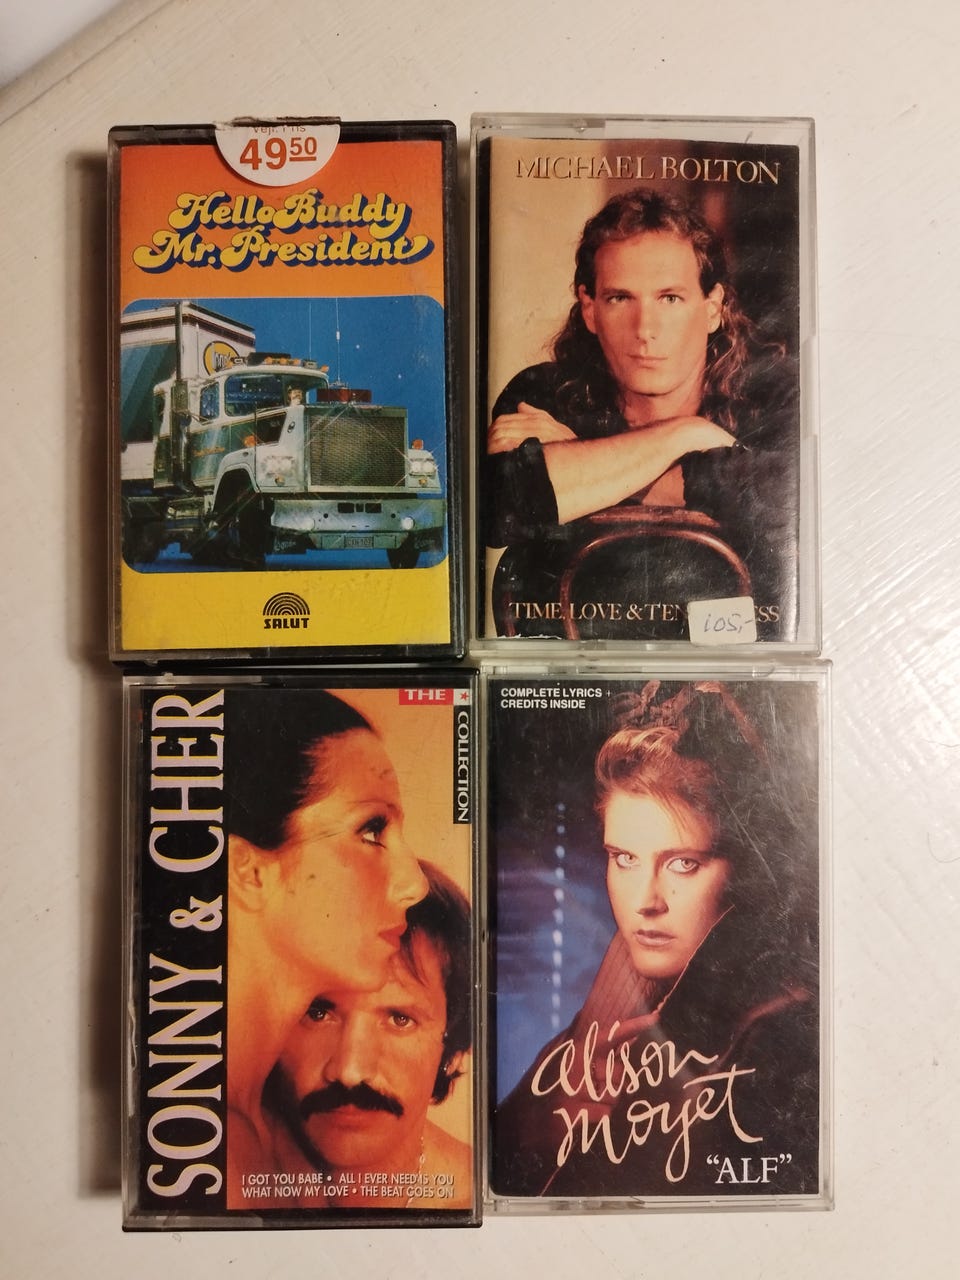 Vejl. Pris
49 50
Hello Buddy
Mr. President
SALUT
MICHAEL BOLTON
TIME, LOVE & TEN SS
105,-
SONNY & CHER
THE
COLLECTION
I GOT YOU BABE • ALL I EVER NEED IS YOU
WHAT NOW MY LOVE • THE BEAT GOES ON
COMPLETE LYRICS +
CREDITS INSIDE
alison
moyet
“ALF”